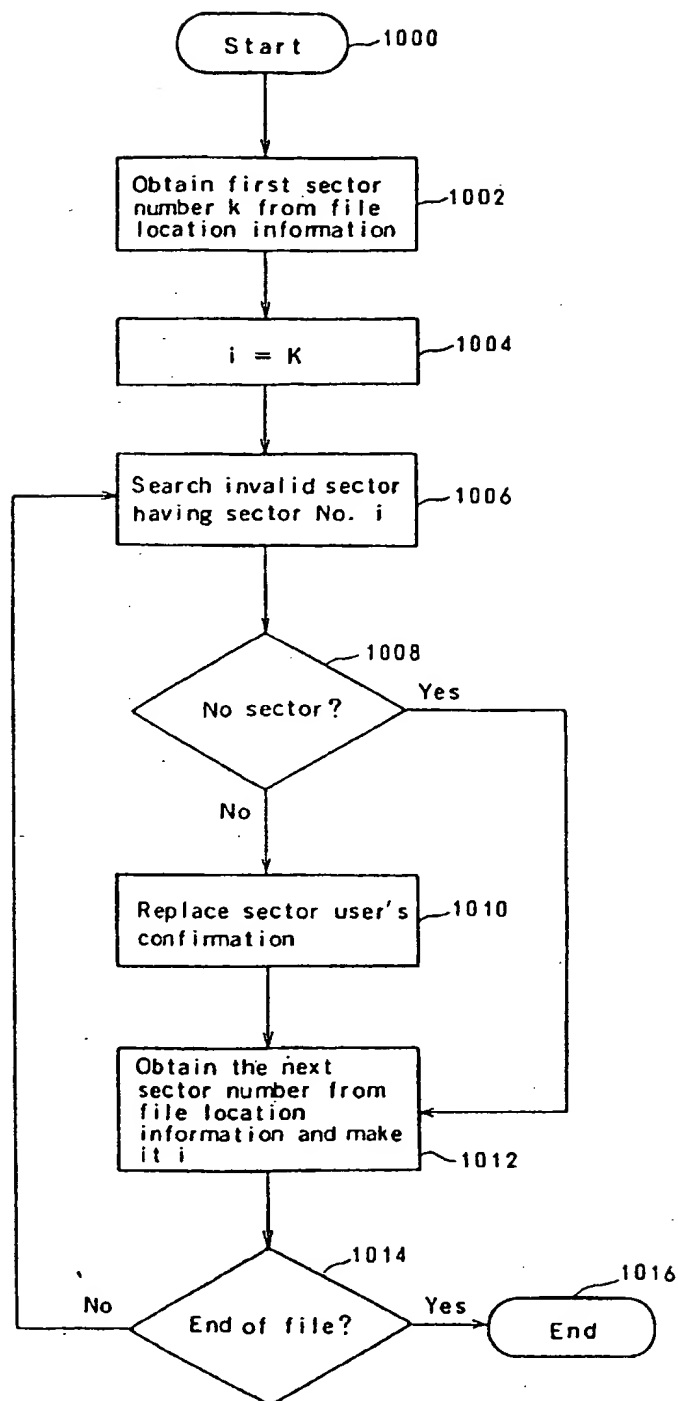 Start
1000
Obtain first sector
number k from file
location information
1002
i = K
1004
Search invalid sector
having sector No. i
1006
1008
No sector?
Yes
No
Replace sector user's
confirmation
1010
Obtain the next
sector number from
file location
information and make
it i
1012
1014
End of file?
No
Yes
1016
End